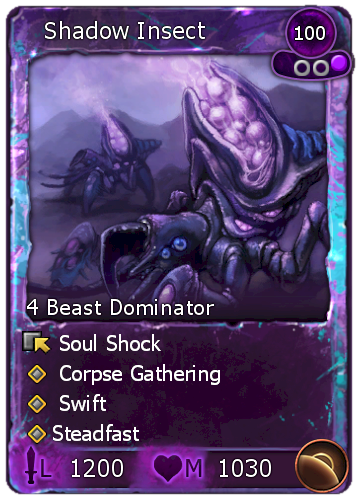 Shadow Insect
100
4 Beast Dominator
Soul Shock
Corpse Gathering
Swift
Steadfast
L 1200 M 1030